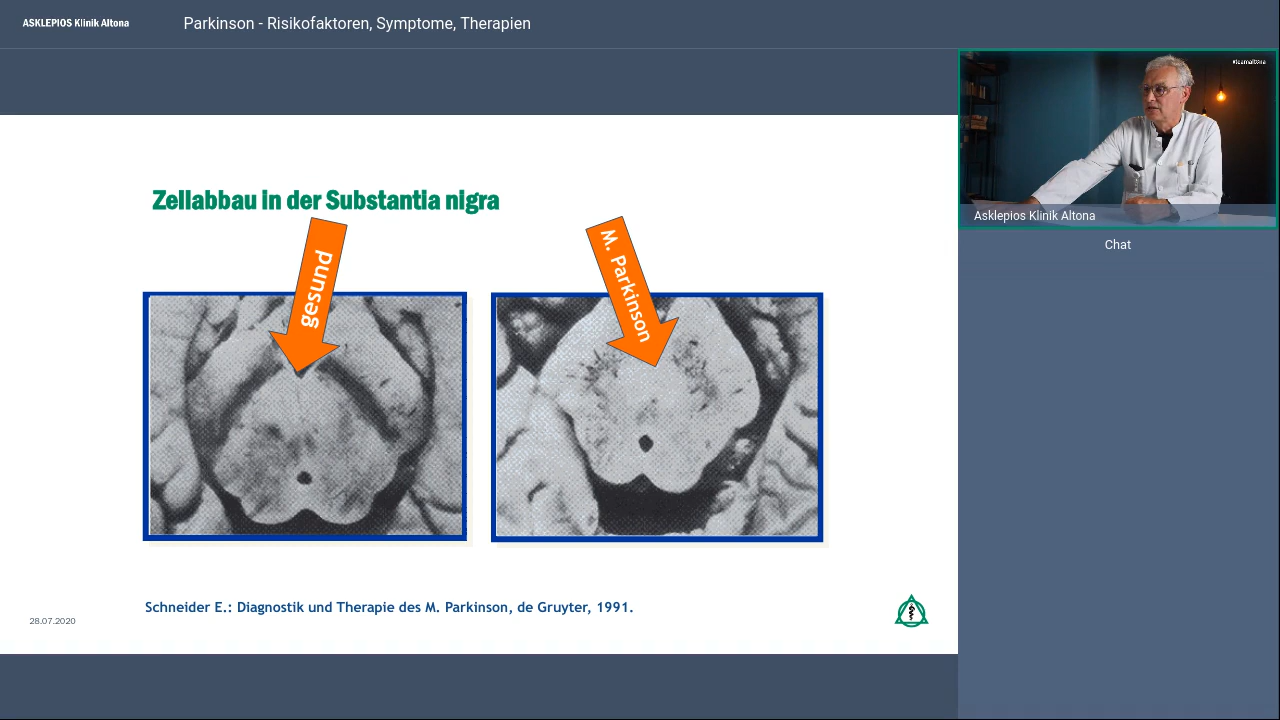 ASKLEPIOS Klinik Altona
Parkinson - Risikofaktoren, Symptome, Therapien
#teamaltona
Asklepios Klinik Altona
Chat
Zellabbau in der Substantia nigra
gesund
M. Parkinson
Schneider E.: Diagnostik und Therapie des M. Parkinson, de Gruyter, 1991.
28.07.2020